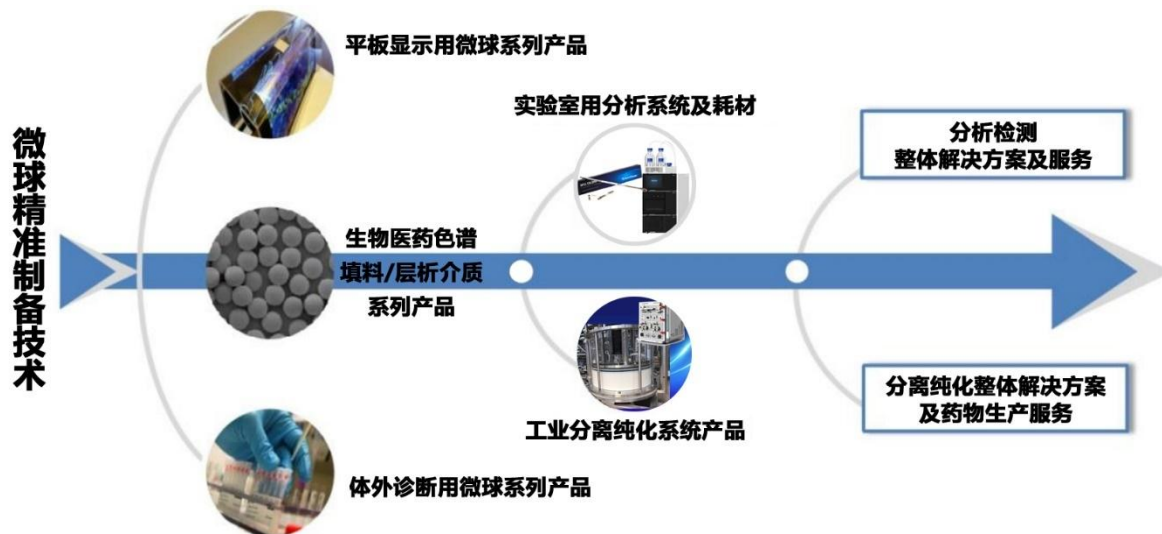 微球精准制备技术
平板显示用微球系列产品
生物医药色谱
填料/层析介质
系列产品
体外诊断用微球系列产品
实验室用分析系统及耗材
工业分离纯化系统产品
分析检测
整体解决方案及服务
分离纯化整体解决方案
及药物生产服务